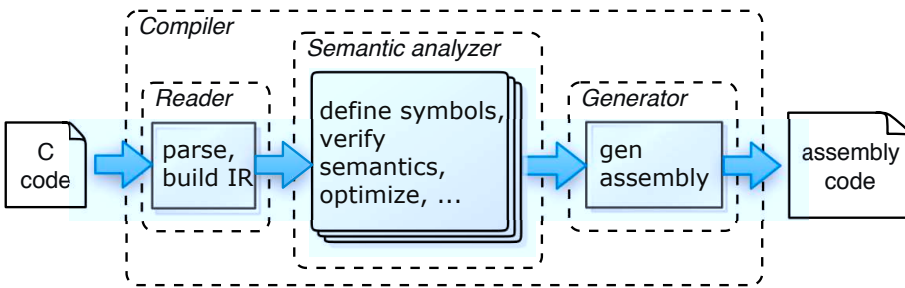 Compiler
Semantic analyzer
Reader
Generator
C
code
parse,
build IR
define symbols,
verify
semantics,
optimize, ...
gen
assembly
assembly
code